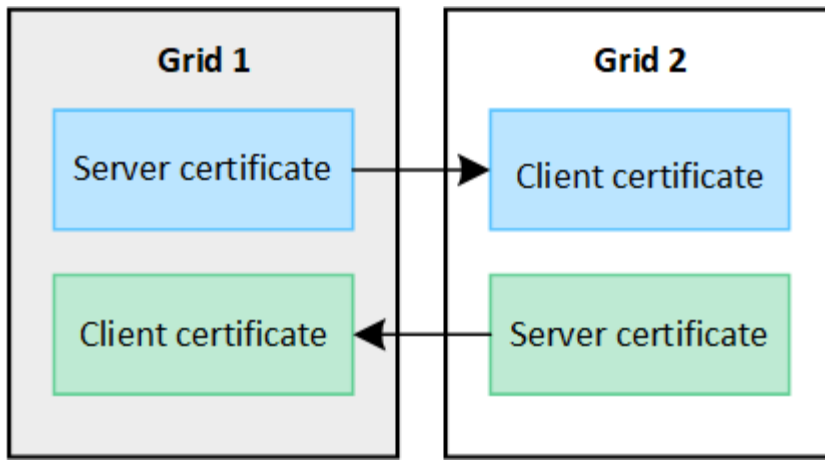 Grid 1
Server certificate
Client certificate
Grid 2
Client certificate
Server certificate